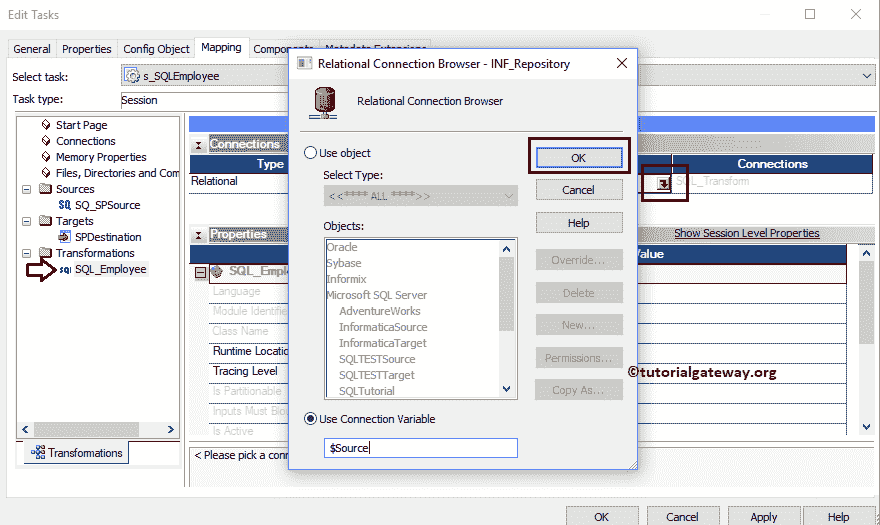 Edit Tasks
General Properties Config Object Mapping Components Metadata Extensions
Select task: s_SQLEmployee
Task type: Session
Start Page
Connections
Memory Properties
Files, Directories and Com
Sources
SQ_SPSource
Targets
SPDestination
Transformations
SQL_Employee
Transformations
Connections
Type Connections
Relational SQL_Transform
Properties
Show Session Level Properties
Value
SQL_Emplo
Language
Module Identifi
Class Name
Runtime Locatio
Tracing Level
Is Partitionable
Inputs Must Blo
Is Active
< Please pick a conn
Relational Connection Browser - INF_Repository
Relational Connection Browser
Use object
Select Type:
<<**** ALL ****>>
Objects:
Oracle
Sybase
Informix
Microsoft SQL Server
AdventureWorks
InformaticaSource
InformaticaTarget
SQLTESTSource
SQLTESTTarget
SQLTutorial
Use Connection Variable
$Source
OK
Cancel
Help
Override...
Delete
New...
Permissions...
Copy As...
©tutorialgateway.org
OK Cancel Apply Help